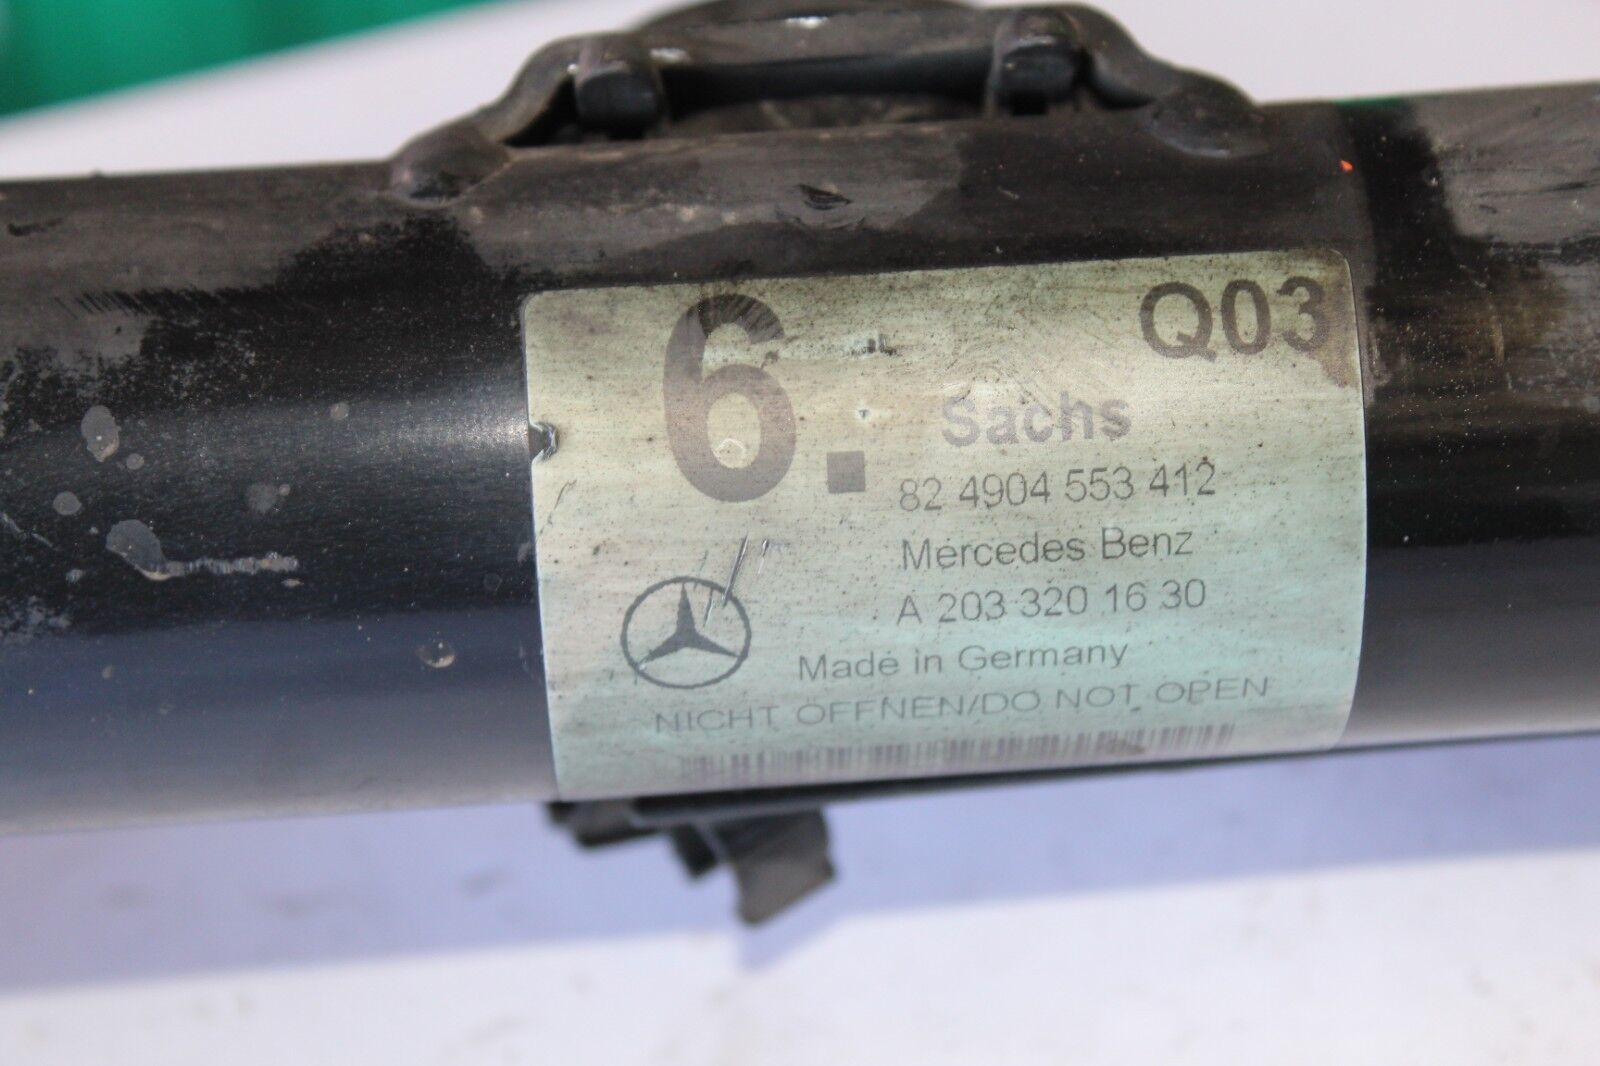 6. Q03
Sachs
82 4904 553 412
Mercedes Benz
A 203 320 16 30
Made in Germany
NICHT ÖFFNEN/DO NOT OPEN